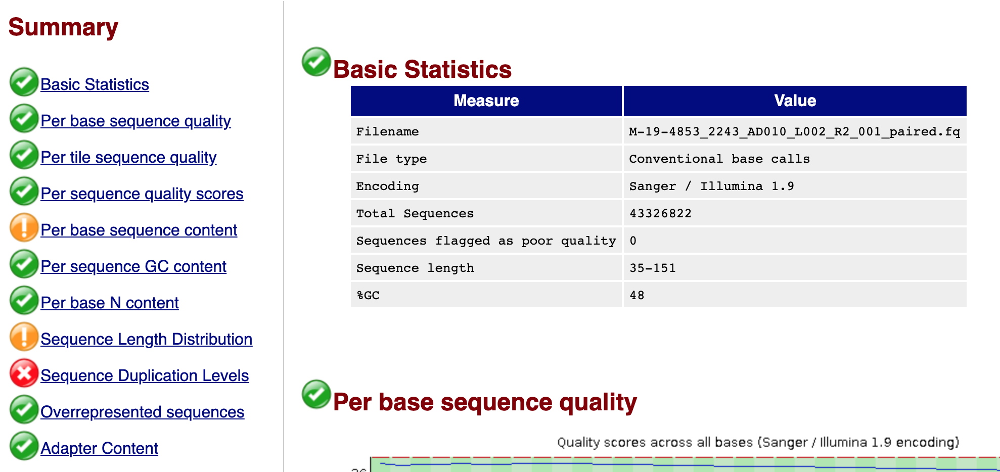 Summary
Basic Statistics
Per base sequence quality
Per tile sequence quality
Per sequence quality scores
Per base sequence content
Per sequence GC content
Per base N content
Sequence Length Distribution
Sequence Duplication Levels
Overrepresented sequences
Adapter Content
Basic Statistics
Measure Value
Filename M-19-4853_2243_AD010_L002_R2_001_paired.fq
File type Conventional base calls
Encoding Sanger / Illumina 1.9
Total Sequences 43326822
Sequences flagged as poor quality 0
Sequence length 35-151
%GC 48
Per base sequence quality
Quality scores across all bases (Sanger / Illumina 1.9 encoding)